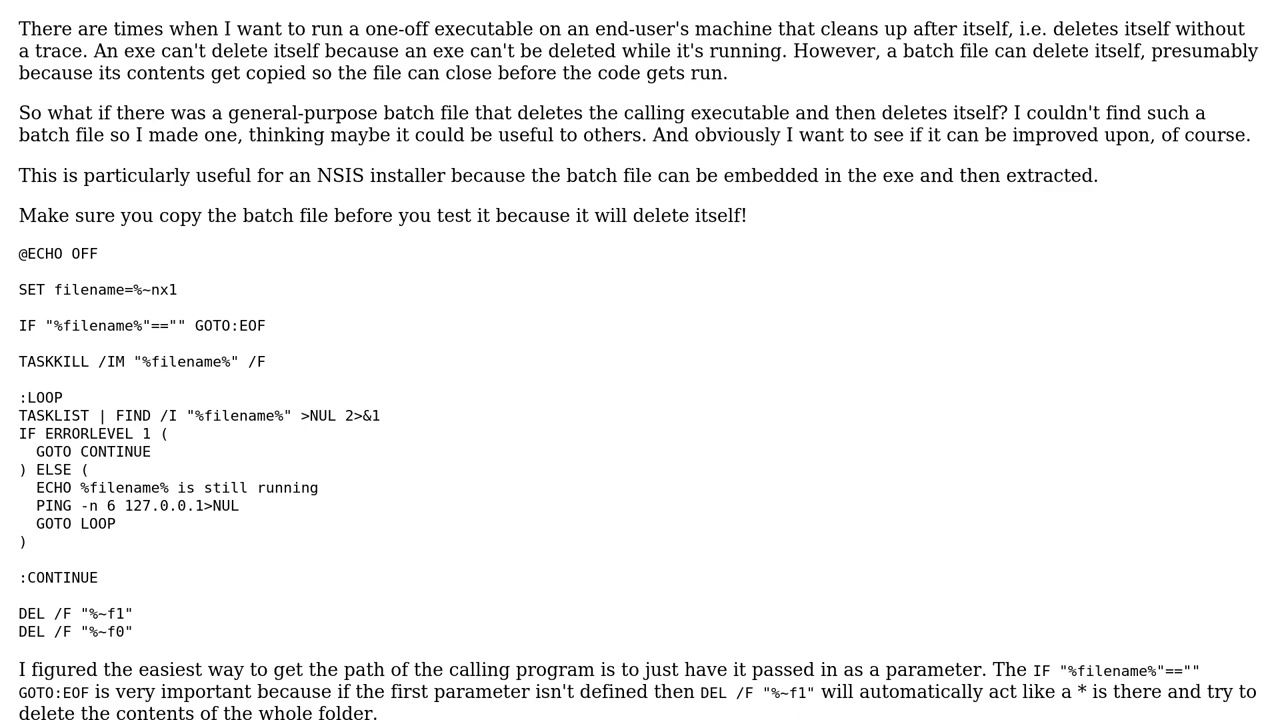 There are times when I want to run a one-off executable on an end-user's machine that cleans up after itself, i.e. deletes itself without
a trace. An exe can't delete itself because an exe can't be deleted while it's running. However, a batch file can delete itself, presumably
because its contents get copied so the file can close before the code gets run.
So what if there was a general-purpose batch file that deletes the calling executable and then deletes itself? I couldn't find such a
batch file so I made one, thinking maybe it could be useful to others. And obviously I want to see if it can be improved upon, of course.
This is particularly useful for an NSIS installer because the batch file can be embedded in the exe and then extracted.
Make sure you copy the batch file before you test it because it will delete itself!
@ECHO OFF
SET filename=%~nx1
IF "%filename%"=="" GOTO:EOF
TASKKILL /IM "%filename%" /F
:LOOP
TASKLIST | FIND /I "%filename%" >NUL 2>&1
IF ERRORLEVEL 1 (
  GOTO CONTINUE
) ELSE (
  ECHO %filename% is still running
  PING -n 6 127.0.0.1>NUL
  GOTO LOOP
)
:CONTINUE
DEL /F "%~f1"
DEL /F "%~f0"
I figured the easiest way to get the path of the calling program is to just have it passed in as a parameter. The IF "%filename%"==""
GOTO:EOF is very important because if the first parameter isn't defined then DEL /F "%~f1" will automatically act like a * is there and try to
delete the contents of the whole folder.